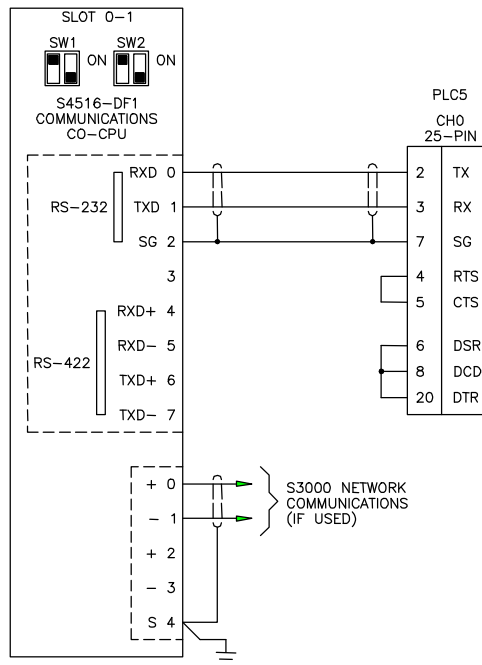 SLOT 0-1
SW1 SW2
ON ON
S4516-DF1
COMMUNICATIONS
CO-CPU
RS-232
RXD 0
TXD 1
SG 2
3
RS-422
RXD+ 4
RXD- 5
TXD+ 6
TXD- 7
+ 0
- 1
+ 2
- 3
S 4
S3000 NETWORK
COMMUNICATIONS
(IF USED)
PLC5
CH0
25-PIN
2 TX
3 RX
7 SG
4 RTS
5 CTS
6 DSR
8 DCD
20 DTR